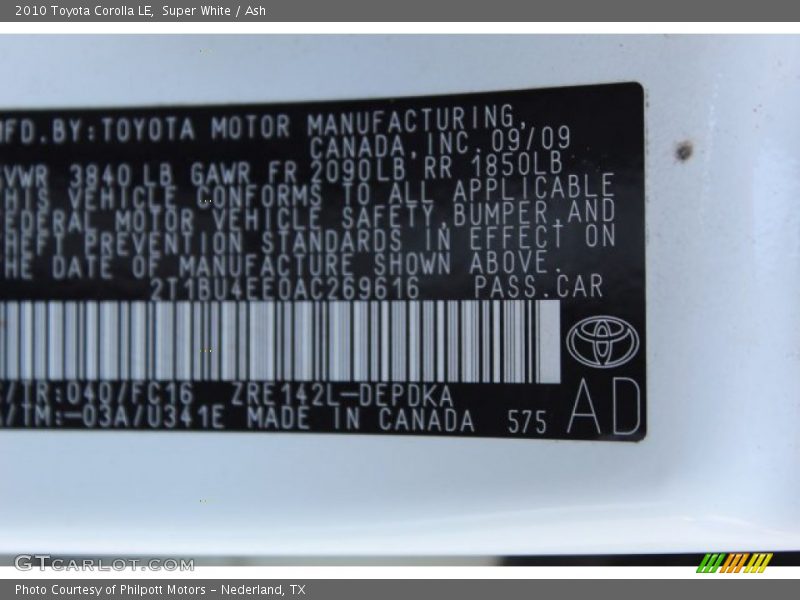 2010 Toyota Corolla LE, Super White / Ash
MFD.BY:TOYOTA MOTOR MANUFACTURING,
CANADA,INC. 09/09
GVWR 3840 LB GAWR FR 2090LB RR 1850LB
THIS VEHICLE CONFORMS TO ALL APPLICABLE
FEDERAL MOTOR VEHICLE SAFETY,BUMPER,AND
THEFT PREVENTION STANDARDS IN EFFECT ON
THE DATE OF MANUFACTURE SHOWN ABOVE.
2T1BU4EE0AC269616 PASS.CAR
C/TR:040/FC16 ZRE142L-DEPDKA
A/TM:-03A/U341E MADE IN CANADA 575 AD
GTCARLOT.COM
Photo Courtesy of Philpott Motors - Nederland, TX